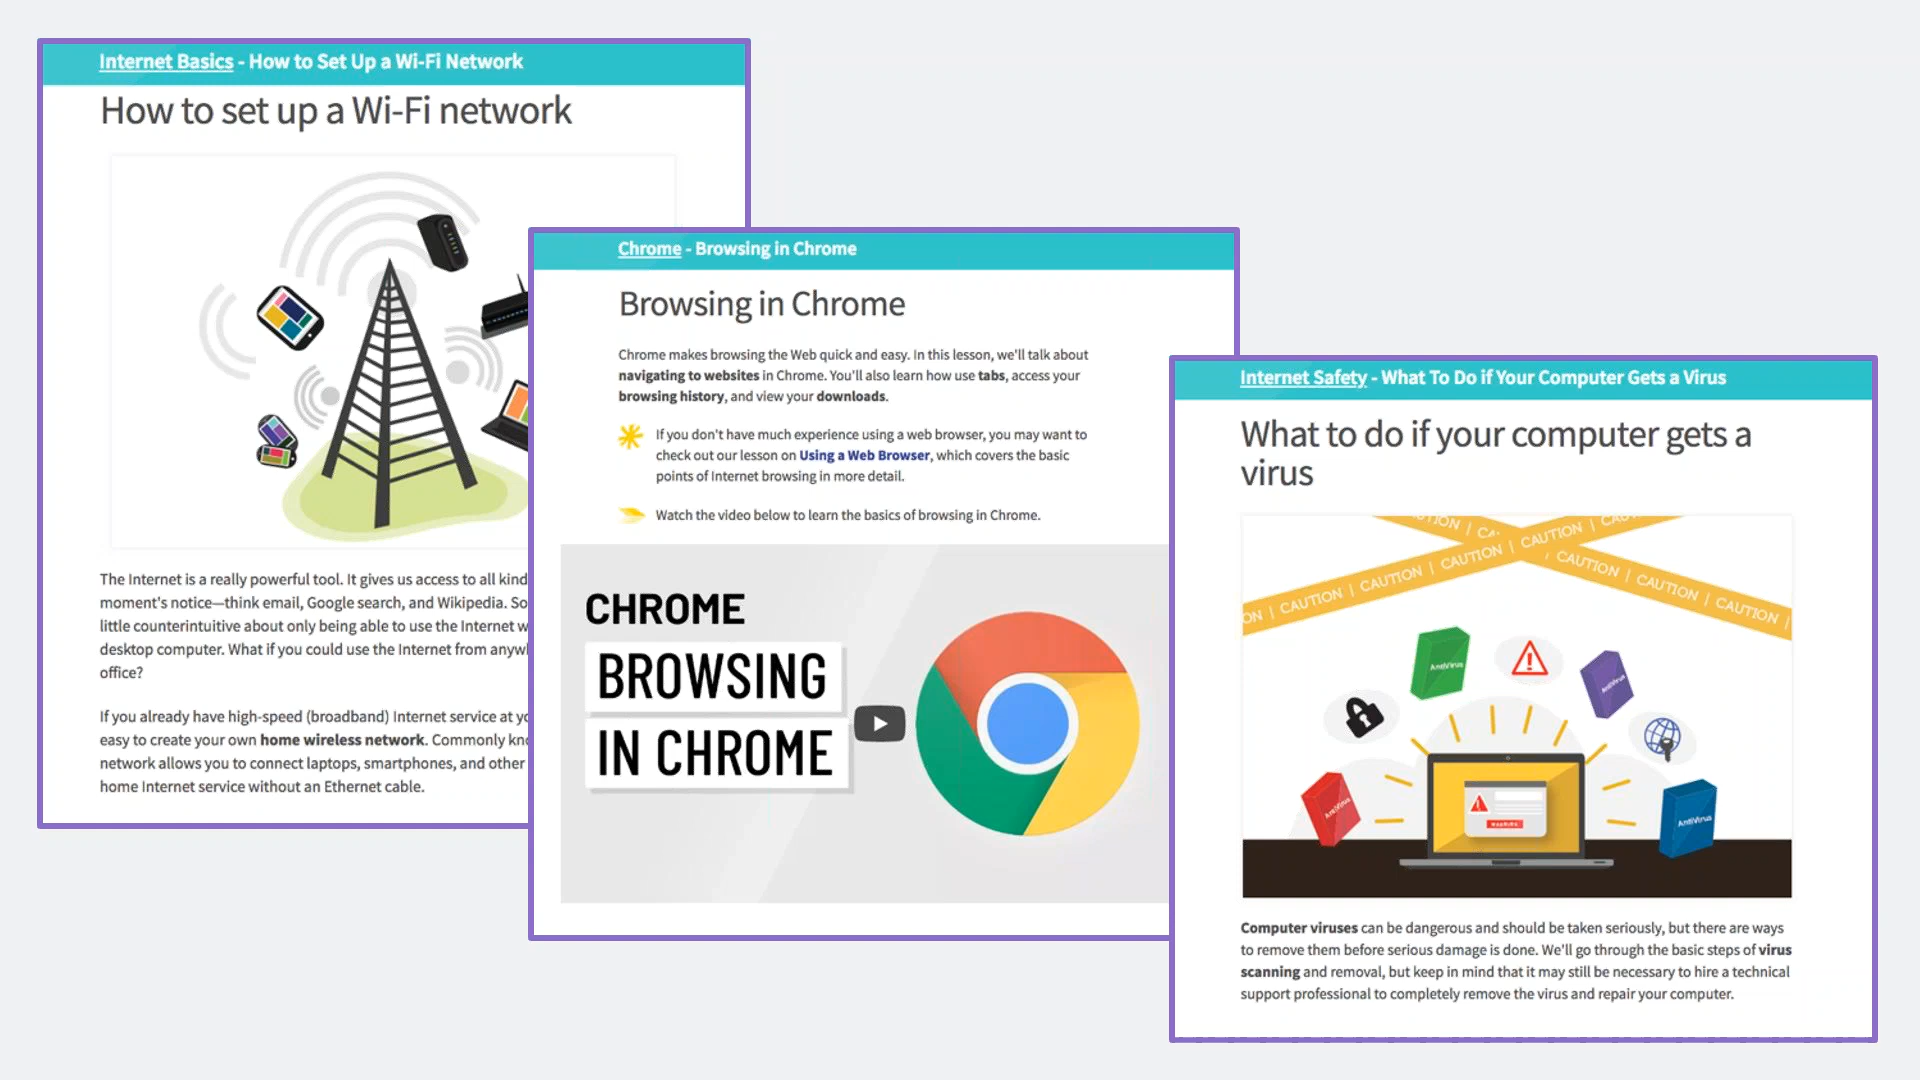 Internet Basics - How to Set Up a Wi-Fi Network
How to set up a Wi-Fi network
The Internet is a really powerful tool. It gives us access to all kind
moment's notice—think email, Google search, and Wikipedia. So
little counterintuitive about only being able to use the Internet w
desktop computer. What if you could use the Internet from anywh
office?
If you already have high-speed (broadband) Internet service at yo
easy to create your own home wireless network. Commonly kno
network allows you to connect laptops, smartphones, and other
home Internet service without an Ethernet cable.
Chrome - Browsing in Chrome
Browsing in Chrome
Chrome makes browsing the Web quick and easy. In this lesson, we'll talk about
navigating to websites in Chrome. You'll also learn how use tabs, access your
browsing history, and view your downloads.
If you don't have much experience using a web browser, you may want to
check out our lesson on Using a Web Browser, which covers the basic
points of Internet browsing in more detail.
Watch the video below to learn the basics of browsing in Chrome.
CHROME
BROWSING
IN CHROME
Internet Safety - What To Do if Your Computer Gets a Virus
What to do if your computer gets a
virus
ON | CAUTION | CAUTION | CAUTION | CAUTION | CAU
TION | CA
CAUTION | CAUTION | CAUTION |
AntiVirus
AntiVirus
AntiVirus
AntiVirus
WARNING
Computer viruses can be dangerous and should be taken seriously, but there are ways
to remove them before serious damage is done. We'll go through the basic steps of virus
scanning and removal, but keep in mind that it may still be necessary to hire a technical
support professional to completely remove the virus and repair your computer.